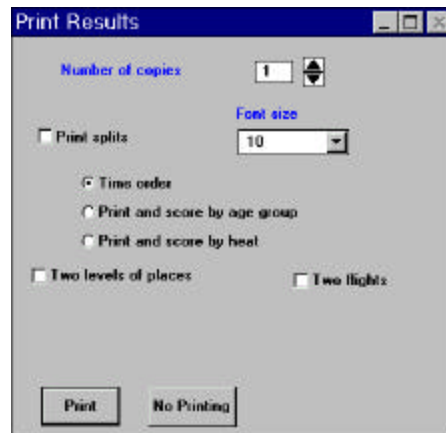 Print Results
Number of copies 1
Font size
Print splits 10
Time order
Print and score by age group
Print and score by heat
Two levels of places Two flights
Print No Printing